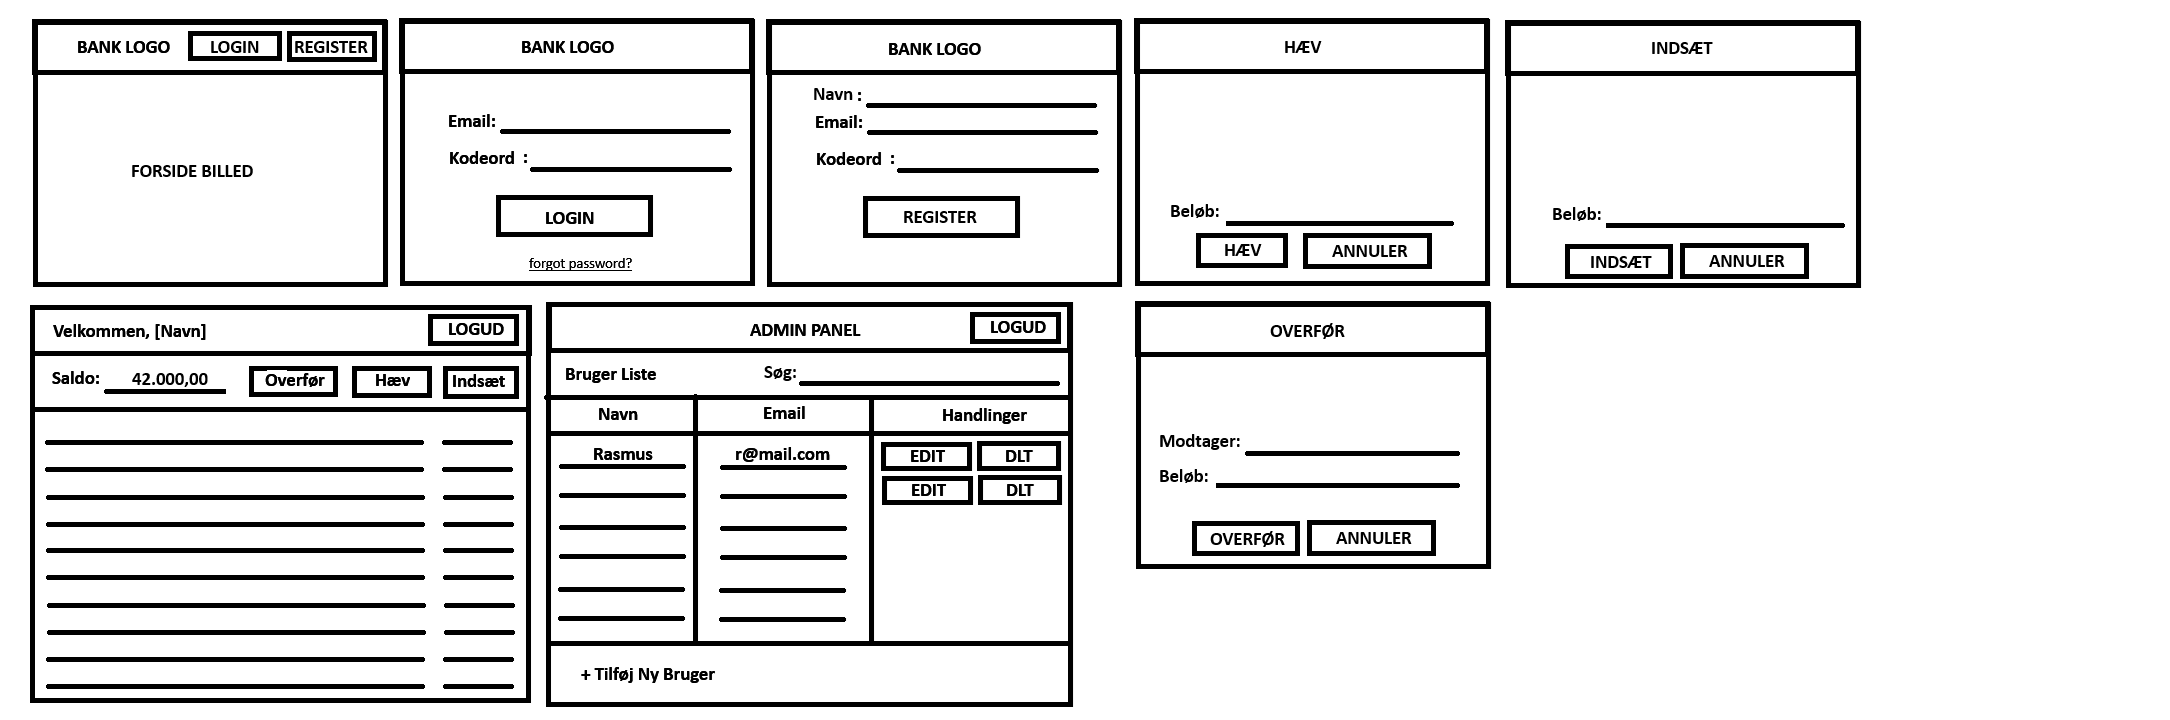 BANK LOGO LOGIN REGISTER
FORSIDE BILLED
BANK LOGO
Email:
Kodeord :
LOGIN
forgot password?
BANK LOGO
Navn :
Email:
Kodeord :
REGISTER
HÆV
Beløb:
HÆV ANNULER
INDSÆT
Beløb:
INDSÆT ANNULER
Velkommen, [Navn] LOGUD
Saldo: 42.000,00 Overfør Hæv Indsæt
ADMIN PANEL LOGUD
Bruger Liste Søg:
Navn Email Handlinger
Rasmus r@mail.com EDIT DLT
EDIT DLT
+ Tilføj Ny Bruger
OVERFØR
Modtager:
Beløb:
OVERFØR ANNULER